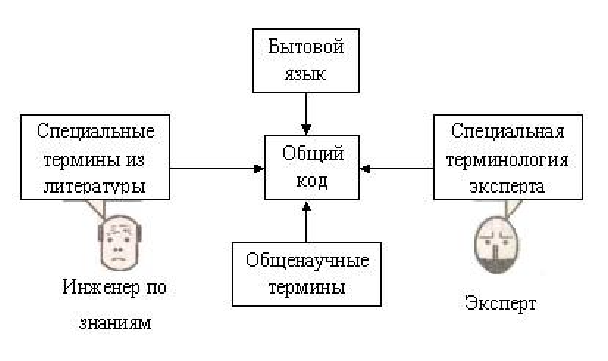 Бытовой
язык
Специальные
термины из
литературы
Общий
код
Специальная
терминология
эксперта
Общенаучные
термины
Инженер по
знаниям
Эксперт